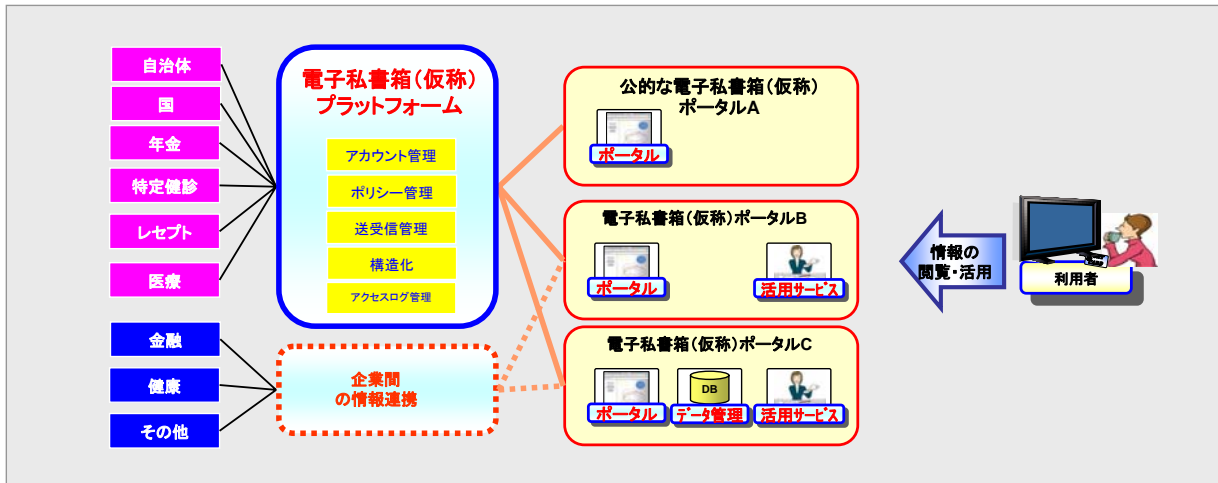 自治体
国
年金
特定健診
レセプト
医療
金融
健康
その他
電子私書箱（仮称）
プラットフォーム
アカウント管理
ポリシー管理
送受信管理
構造化
アクセスログ管理
企業間
の情報連携
公的な電子私書箱（仮称）
ポータルA
ポータル
電子私書箱（仮称）ポータルB
ポータル
活用サービス
電子私書箱（仮称）ポータルC
ポータル
DB
データ管理
活用サービス
情報の
閲覧・活用
利用者